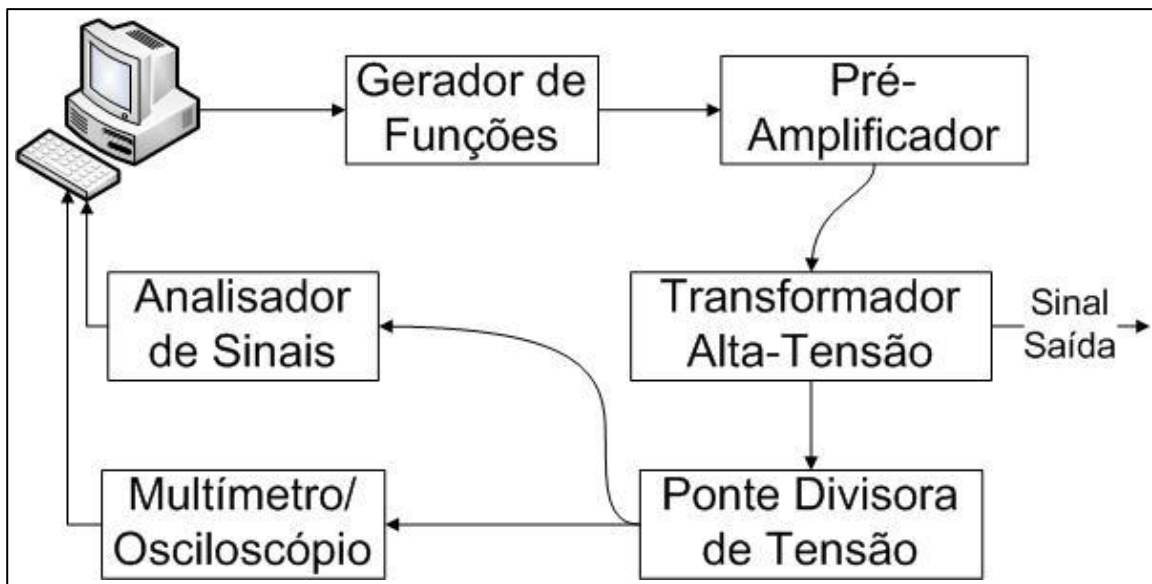 Gerador de
Funções
Pré-
Amplificador
Transformador
Alta-Tensão
Sinal
Saída
Analisador
de Sinais
Multímetro/
Osciloscópio
Ponte Divisora
de Tensão